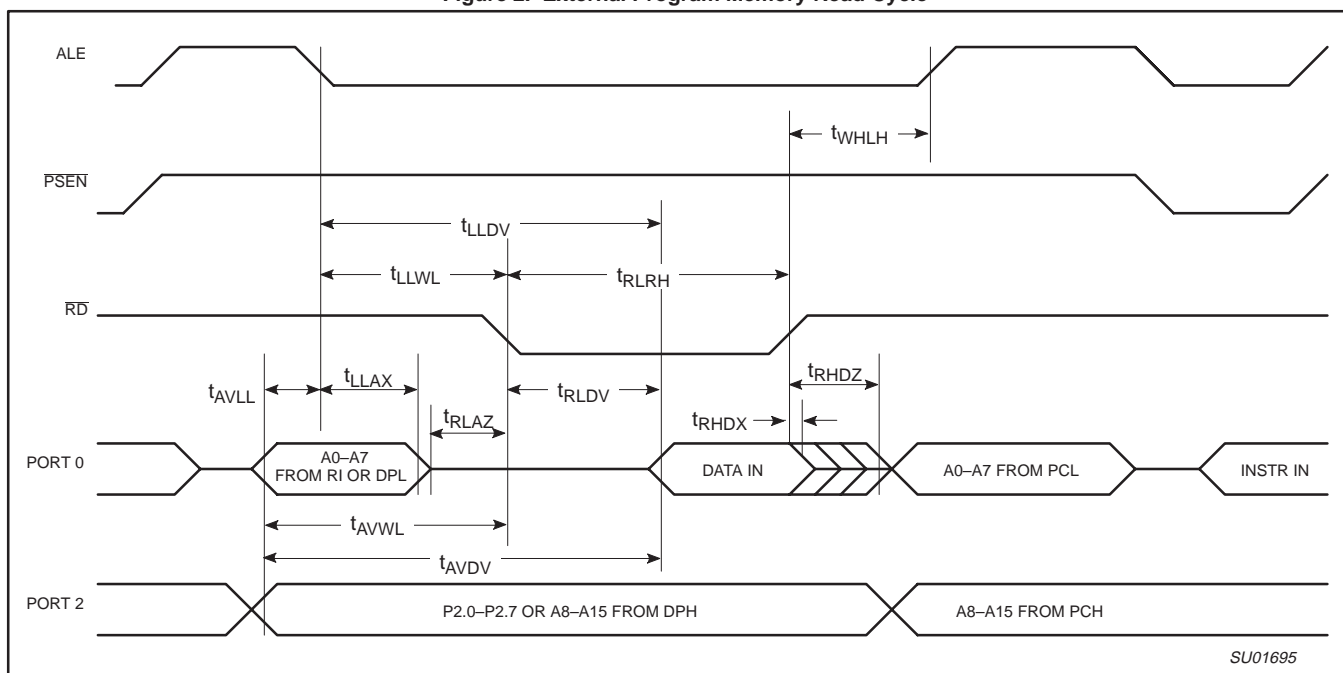 Figure 2. External Program Memory Read Cycle
ALE
tWHLH
PSEN
tLLDV
tLLWL
tRLRH
RD
tAVLL
tLLAX
tRLDV
tRHDZ
tRLAZ
tRHDX
PORT 0
A0–A7
FROM RI OR DPL
DATA IN
A0–A7 FROM PCL
INSTR IN
tAVWL
tAVDV
PORT 2
P2.0–P2.7 OR A8–A15 FROM DPH
A8–A15 FROM PCH
SU01695